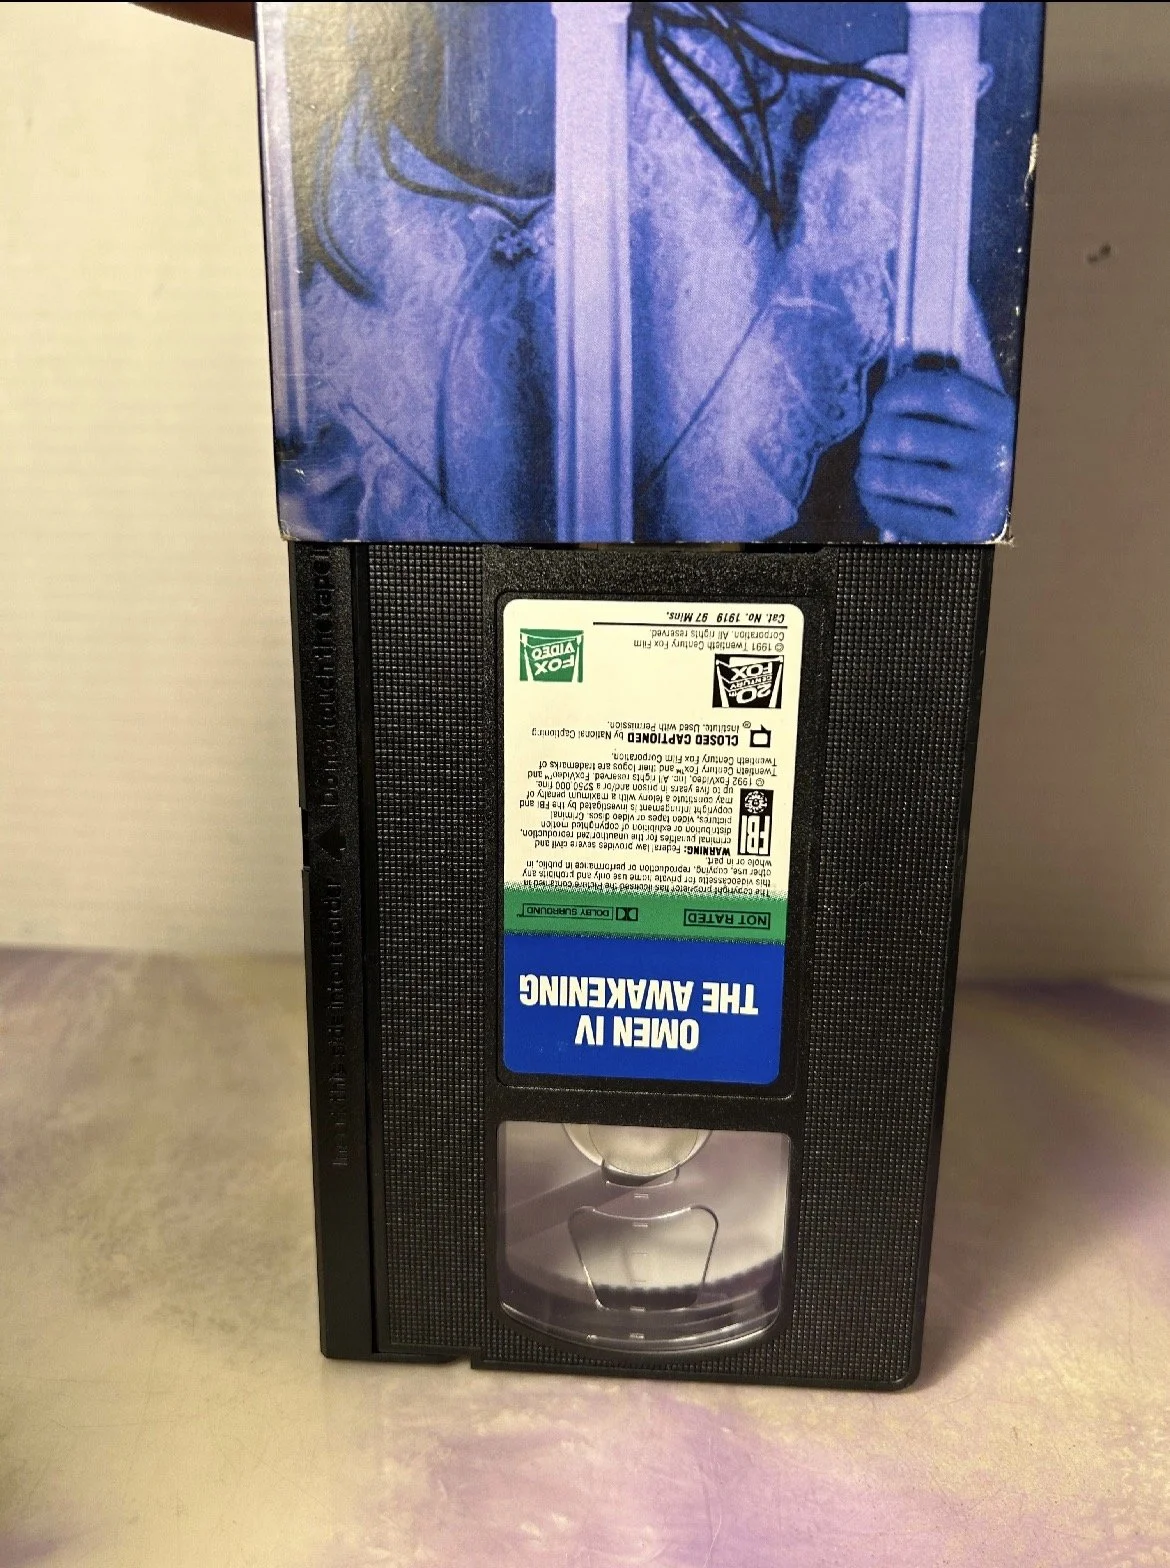 OMEN IV
THE AWAKENING
NOT RATED DOLBY SURROUND™
The copyright proprietor has licensed the Picture contained in
this videocassette for private home use only and prohibits any
other use, copying, reproduction or performance in public, in
whole or in part.
FBI
WARNING: Federal law provides severe civil and
criminal penalties for the unauthorized reproduction,
distribution or exhibition of copyrighted motion
pictures, video tapes or video discs. Criminal
copyright infringement is investigated by the FBI and
may constitute a felony with a maximum penalty of
up to five years in prison and/or a $250,000 fine.
© 1992 FoxVideo, Inc. All rights reserved. FoxVideo™ and
Twentieth Century Fox, Fox™ and their logos are trademarks of
Twentieth Century Fox Film Corporation.
CLOSED CAPTIONED by National Captioning
® Institute. Used with Permission.
20TH CENTURY FOX
FOX VIDEO
© 1991 Twentieth Century Fox Film
Corporation. All rights reserved.
Cat. No. 1919 97 Mins.